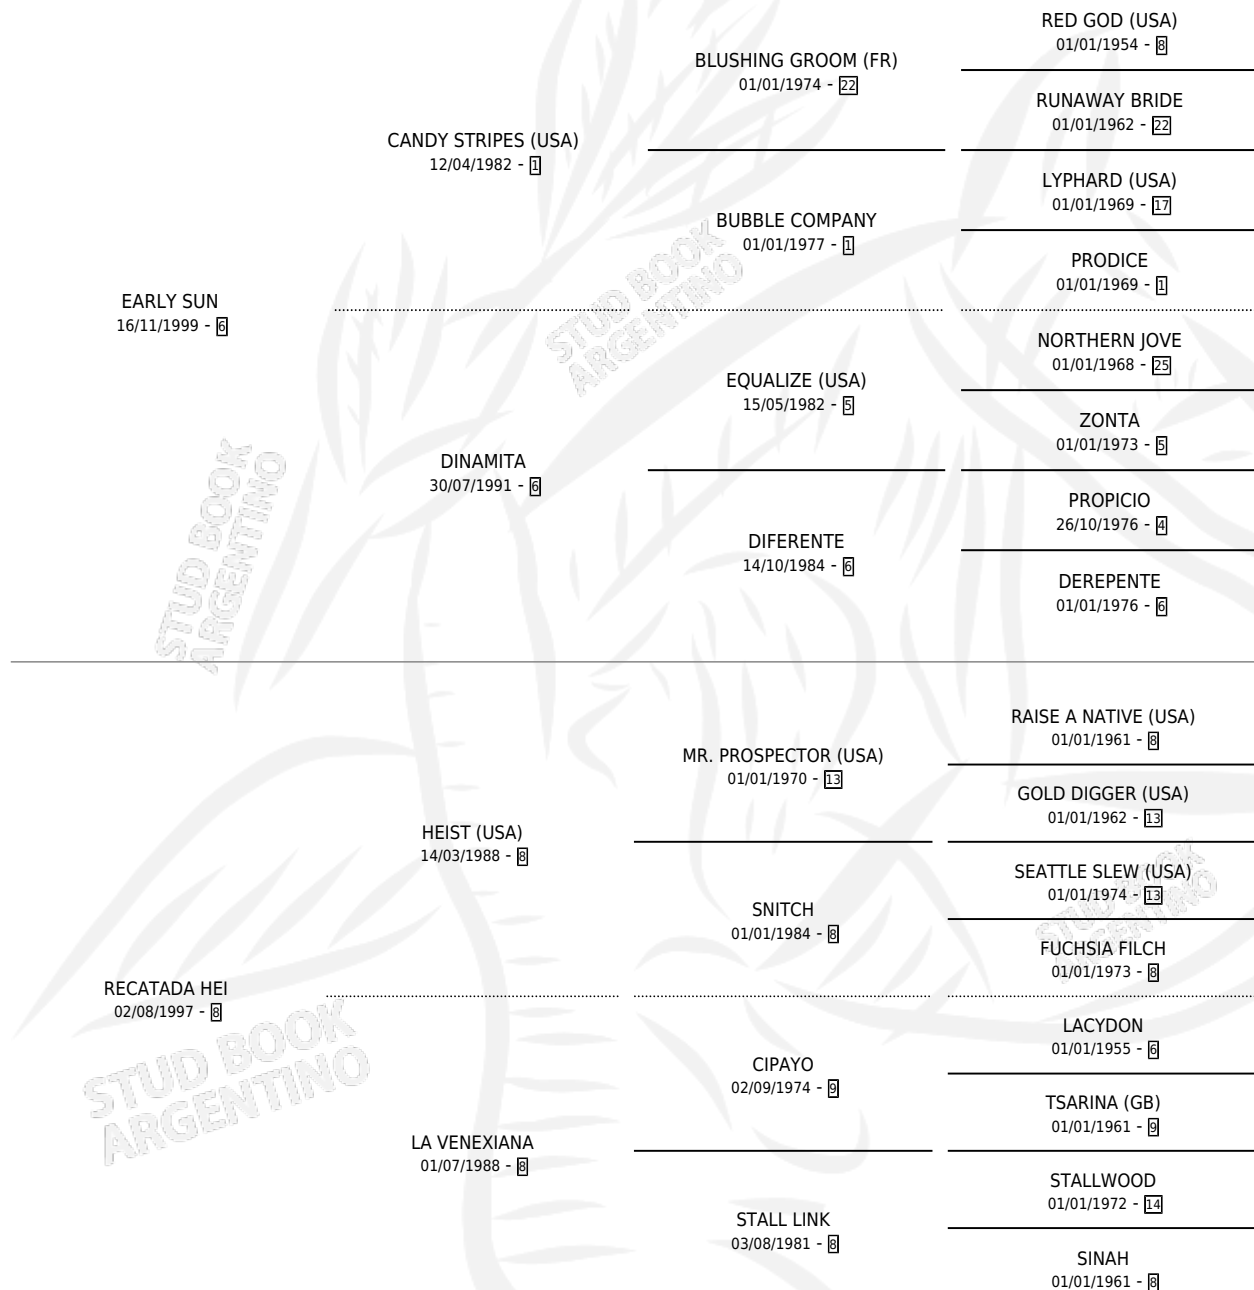 EARLY SUN
16/11/1999 - 6
CANDY STRIPES (USA)
12/04/1982 - 1
BLUSHING GROOM (FR)
01/01/1974 - 22
RED GOD (USA)
01/01/1954 - 8
RUNAWAY BRIDE
01/01/1962 - 22
BUBBLE COMPANY
01/01/1977 - 1
LYPHARD (USA)
01/01/1969 - 17
PRODICE
01/01/1969 - 1
DINAMITA
30/07/1991 - 6
EQUALIZE (USA)
15/05/1982 - 5
NORTHERN JOVE
01/01/1968 - 25
ZONTA
01/01/1973 - 5
DIFERENTE
14/10/1984 - 6
PROPICIO
26/10/1976 - 4
DEREPENTE
01/01/1976 - 6
RECATADA HEI
02/08/1997 - 8
HEIST (USA)
14/03/1988 - 8
MR. PROSPECTOR (USA)
01/01/1970 - 13
RAISE A NATIVE (USA)
01/01/1961 - 8
GOLD DIGGER (USA)
01/01/1962 - 13
SNITCH
01/01/1984 - 8
SEATTLE SLEW (USA)
01/01/1974 - 13
FUCHSIA FILCH
01/01/1973 - 8
LA VENEXIANA
01/07/1988 - 8
CIPAYO
02/09/1974 - 9
LACYDON
01/01/1955 - 6
TSARINA (GB)
01/01/1961 - 9
STALL LINK
03/08/1981 - 8
STALLWOOD
01/01/1972 - 14
SINAH
01/01/1961 - 8
STUD BOOK
ARGENTINO
STUD BOOK
ARGENTINO
STUD BOOK
ARGENTINO
STUD BOOK
ARGENTINO